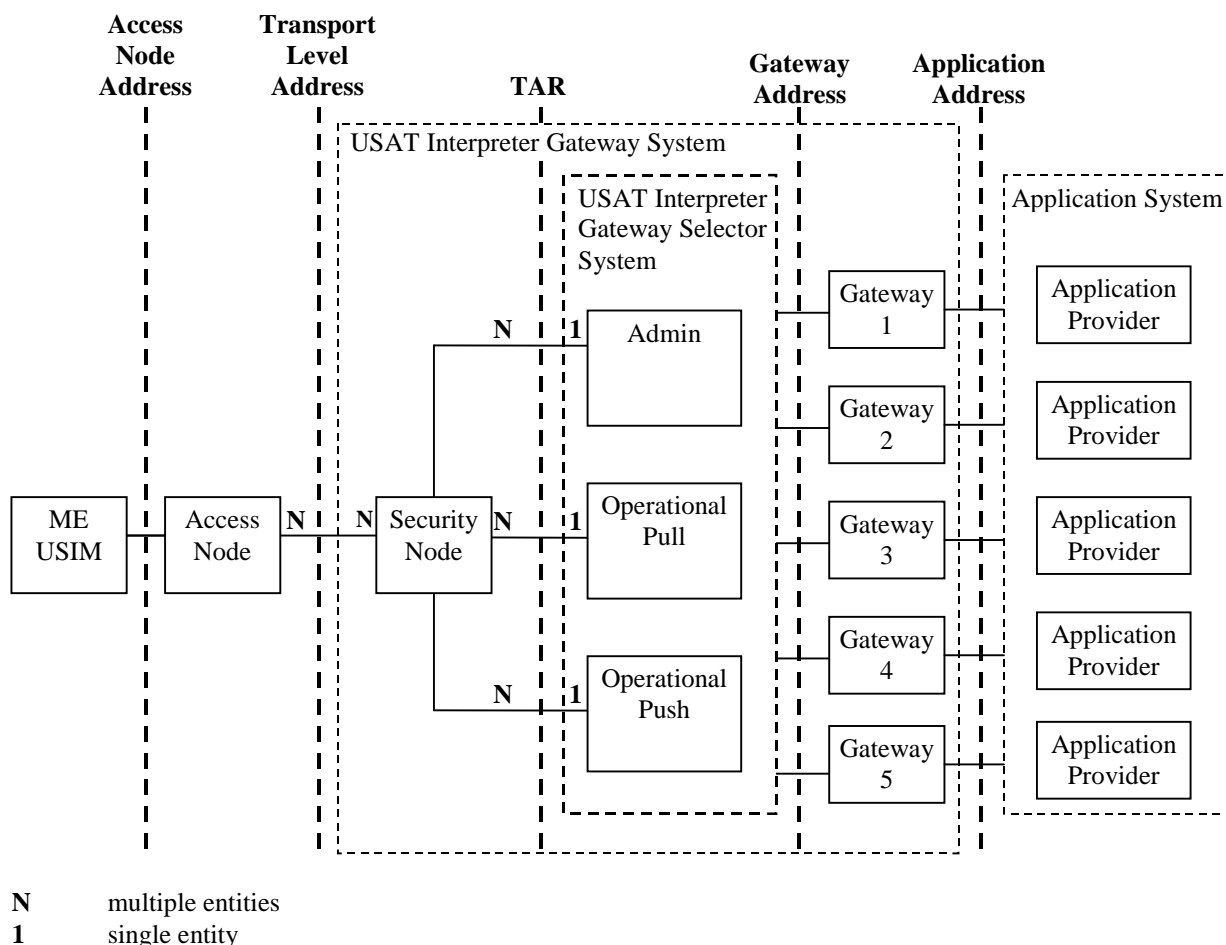 Access
Node
Address
Transport
Level
Address
TAR
Gateway
Address
Application
Address
USAT Interpreter Gateway System
USAT Interpreter
Gateway Selector
System
Application System
N
1
Admin
Gateway
1
Application
Provider
Gateway
2
Application
Provider
ME
USIM
Access
Node
N
N
Security
Node
N
1
Operational
Pull
Gateway
3
Application
Provider
N
1
Operational
Push
Gateway
4
Application
Provider
Gateway
5
Application
Provider
N multiple entities
1 single entity